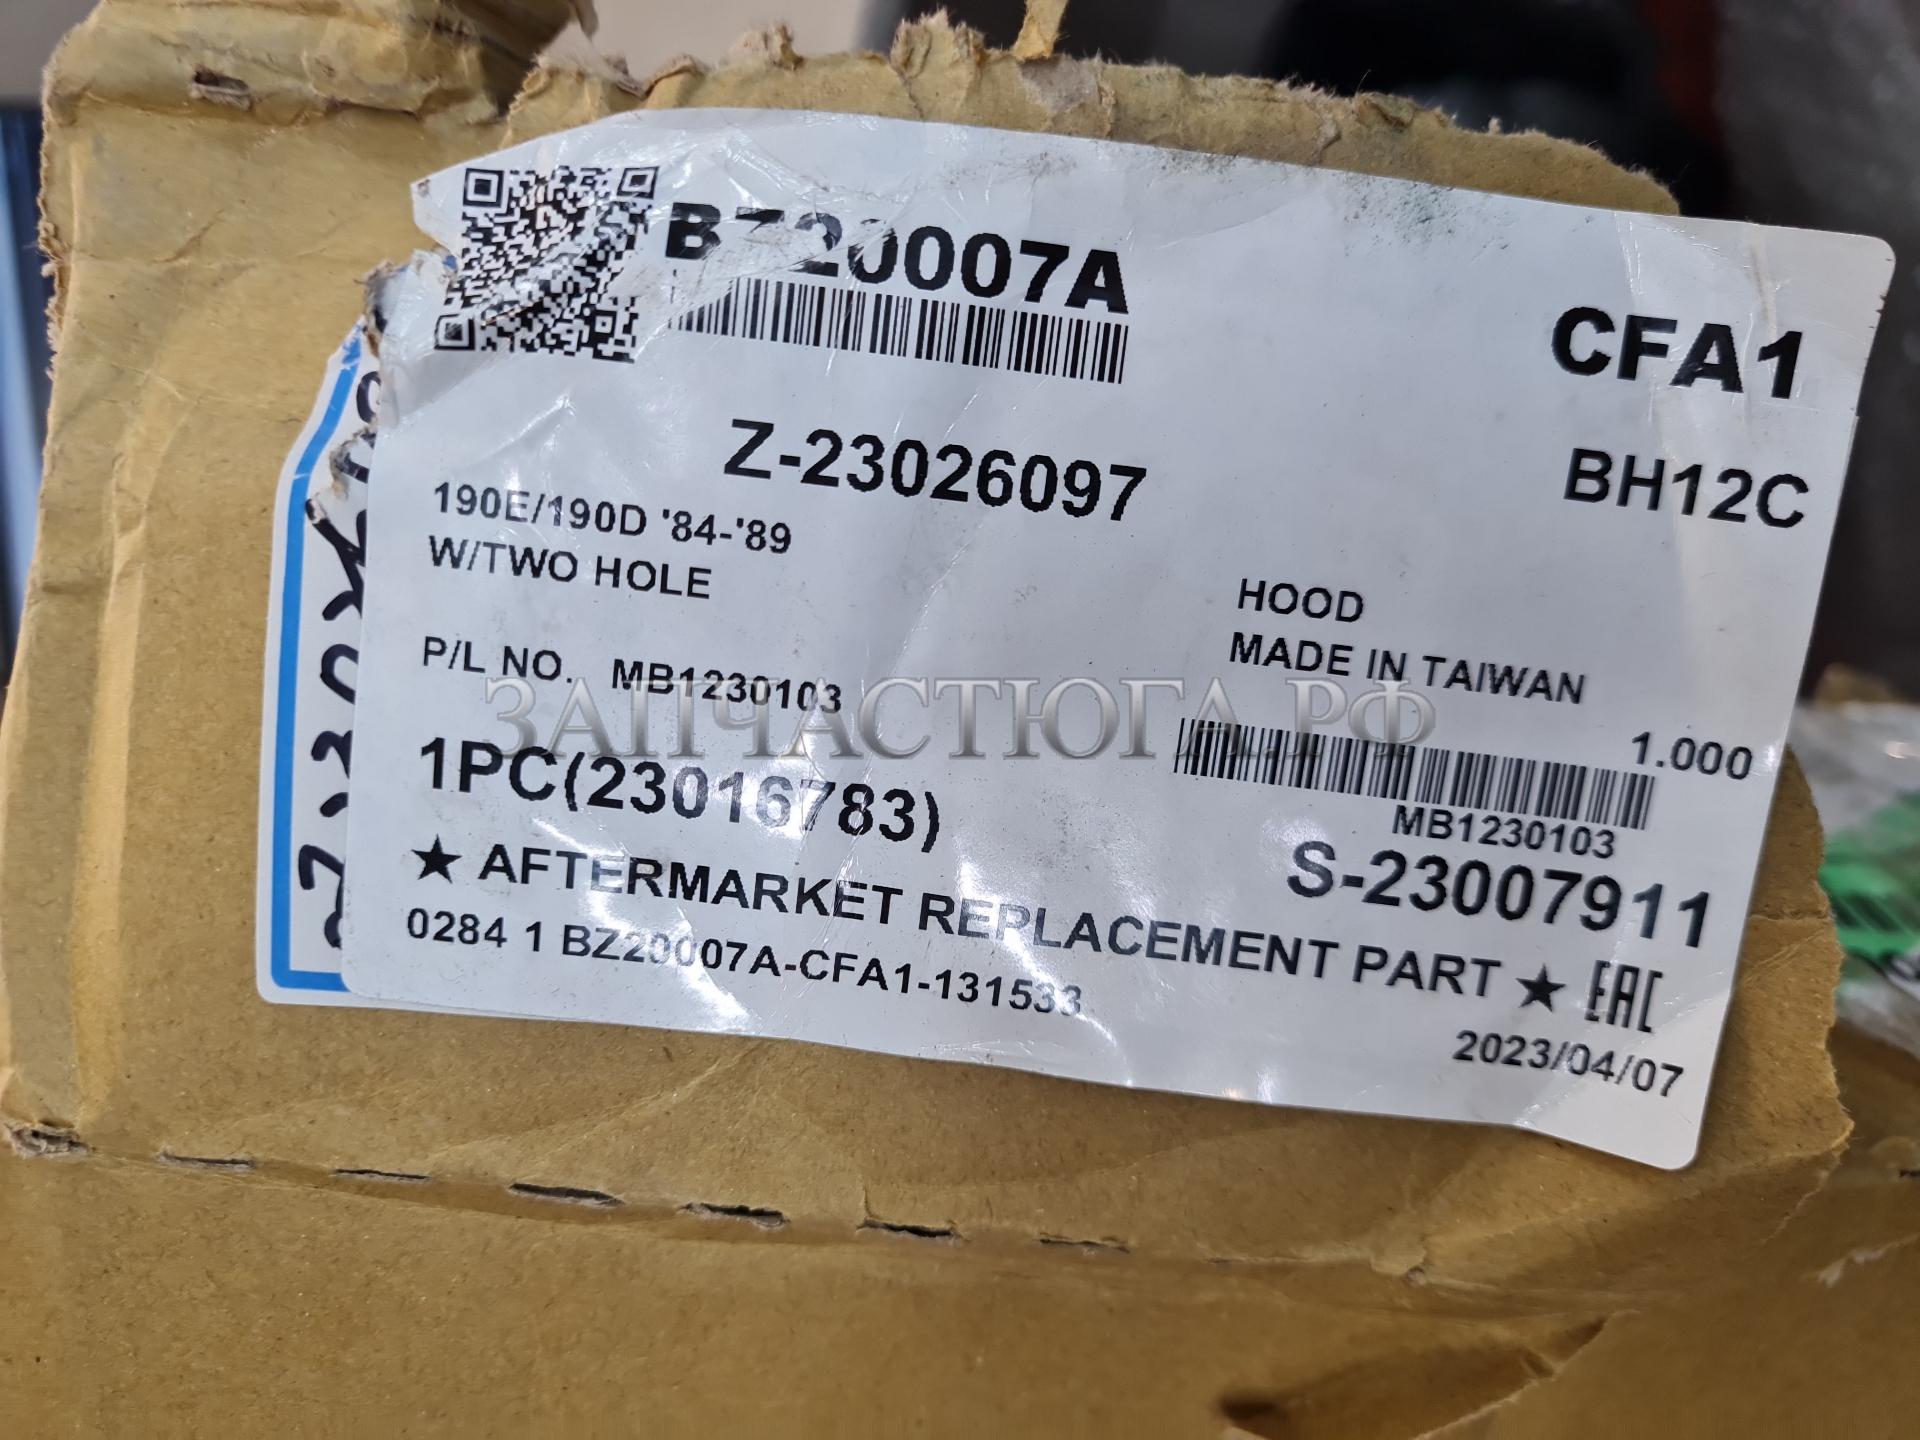 BZ20007A
CFA1
Z-23026097
BH12C
190E/190D '84-'89
W/TWO HOLE
HOOD
MADE IN TAIWAN
P/L NO. MB1230103
ЗАПЧАСТЮГА.РФ
1.000
1PC(23016783)
MB1230103
S-23007911
★ AFTERMARKET REPLACEMENT PART ★ EAC
0284 1 BZ20007A-CFA1-131533
2023/04/07